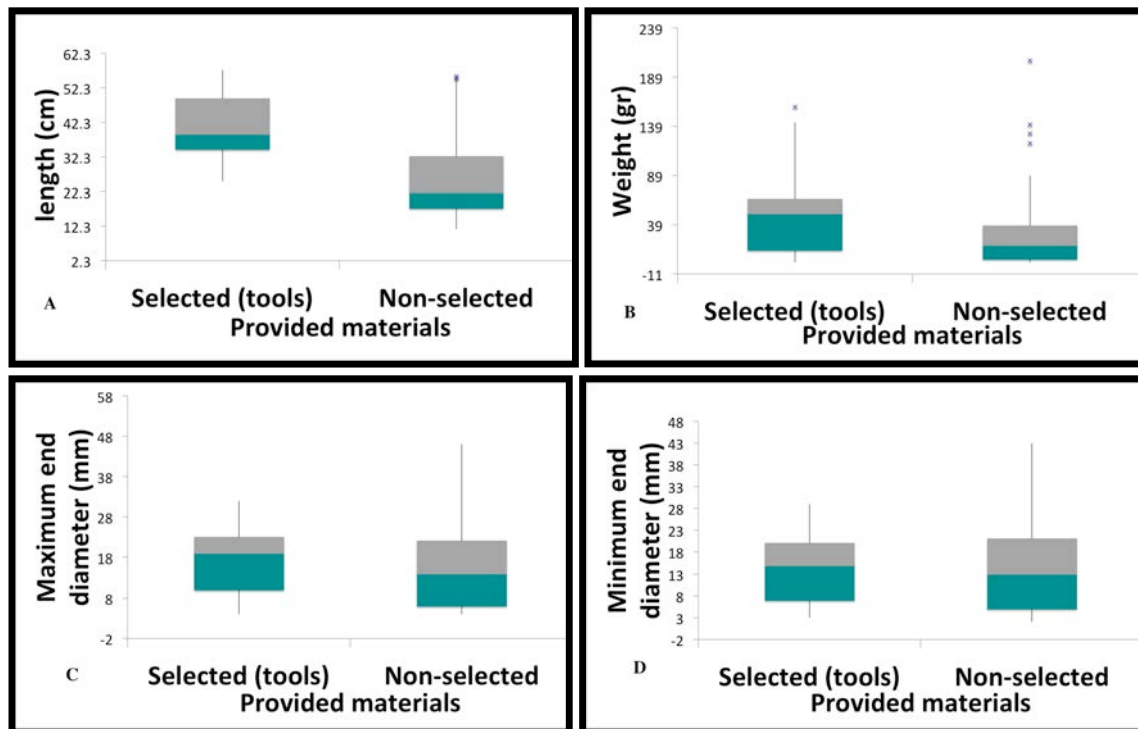 length (cm)
62.3
52.3
42.3
32.3
22.3
12.3
2.3
A
Selected (tools) Non-selected
Provided materials
Weight (gr)
239
189
139
89
39
-11
B
Selected (tools) Non-selected
Provided materials
Maximum end
diameter (mm)
58
48
38
28
18
8
-2
C
Selected (tools) Non-selected
Provided materials
Minimum end
diameter (mm)
48
43
38
33
28
23
18
13
8
3
-2
D
Selected (tools) Non-selected
Provided materials